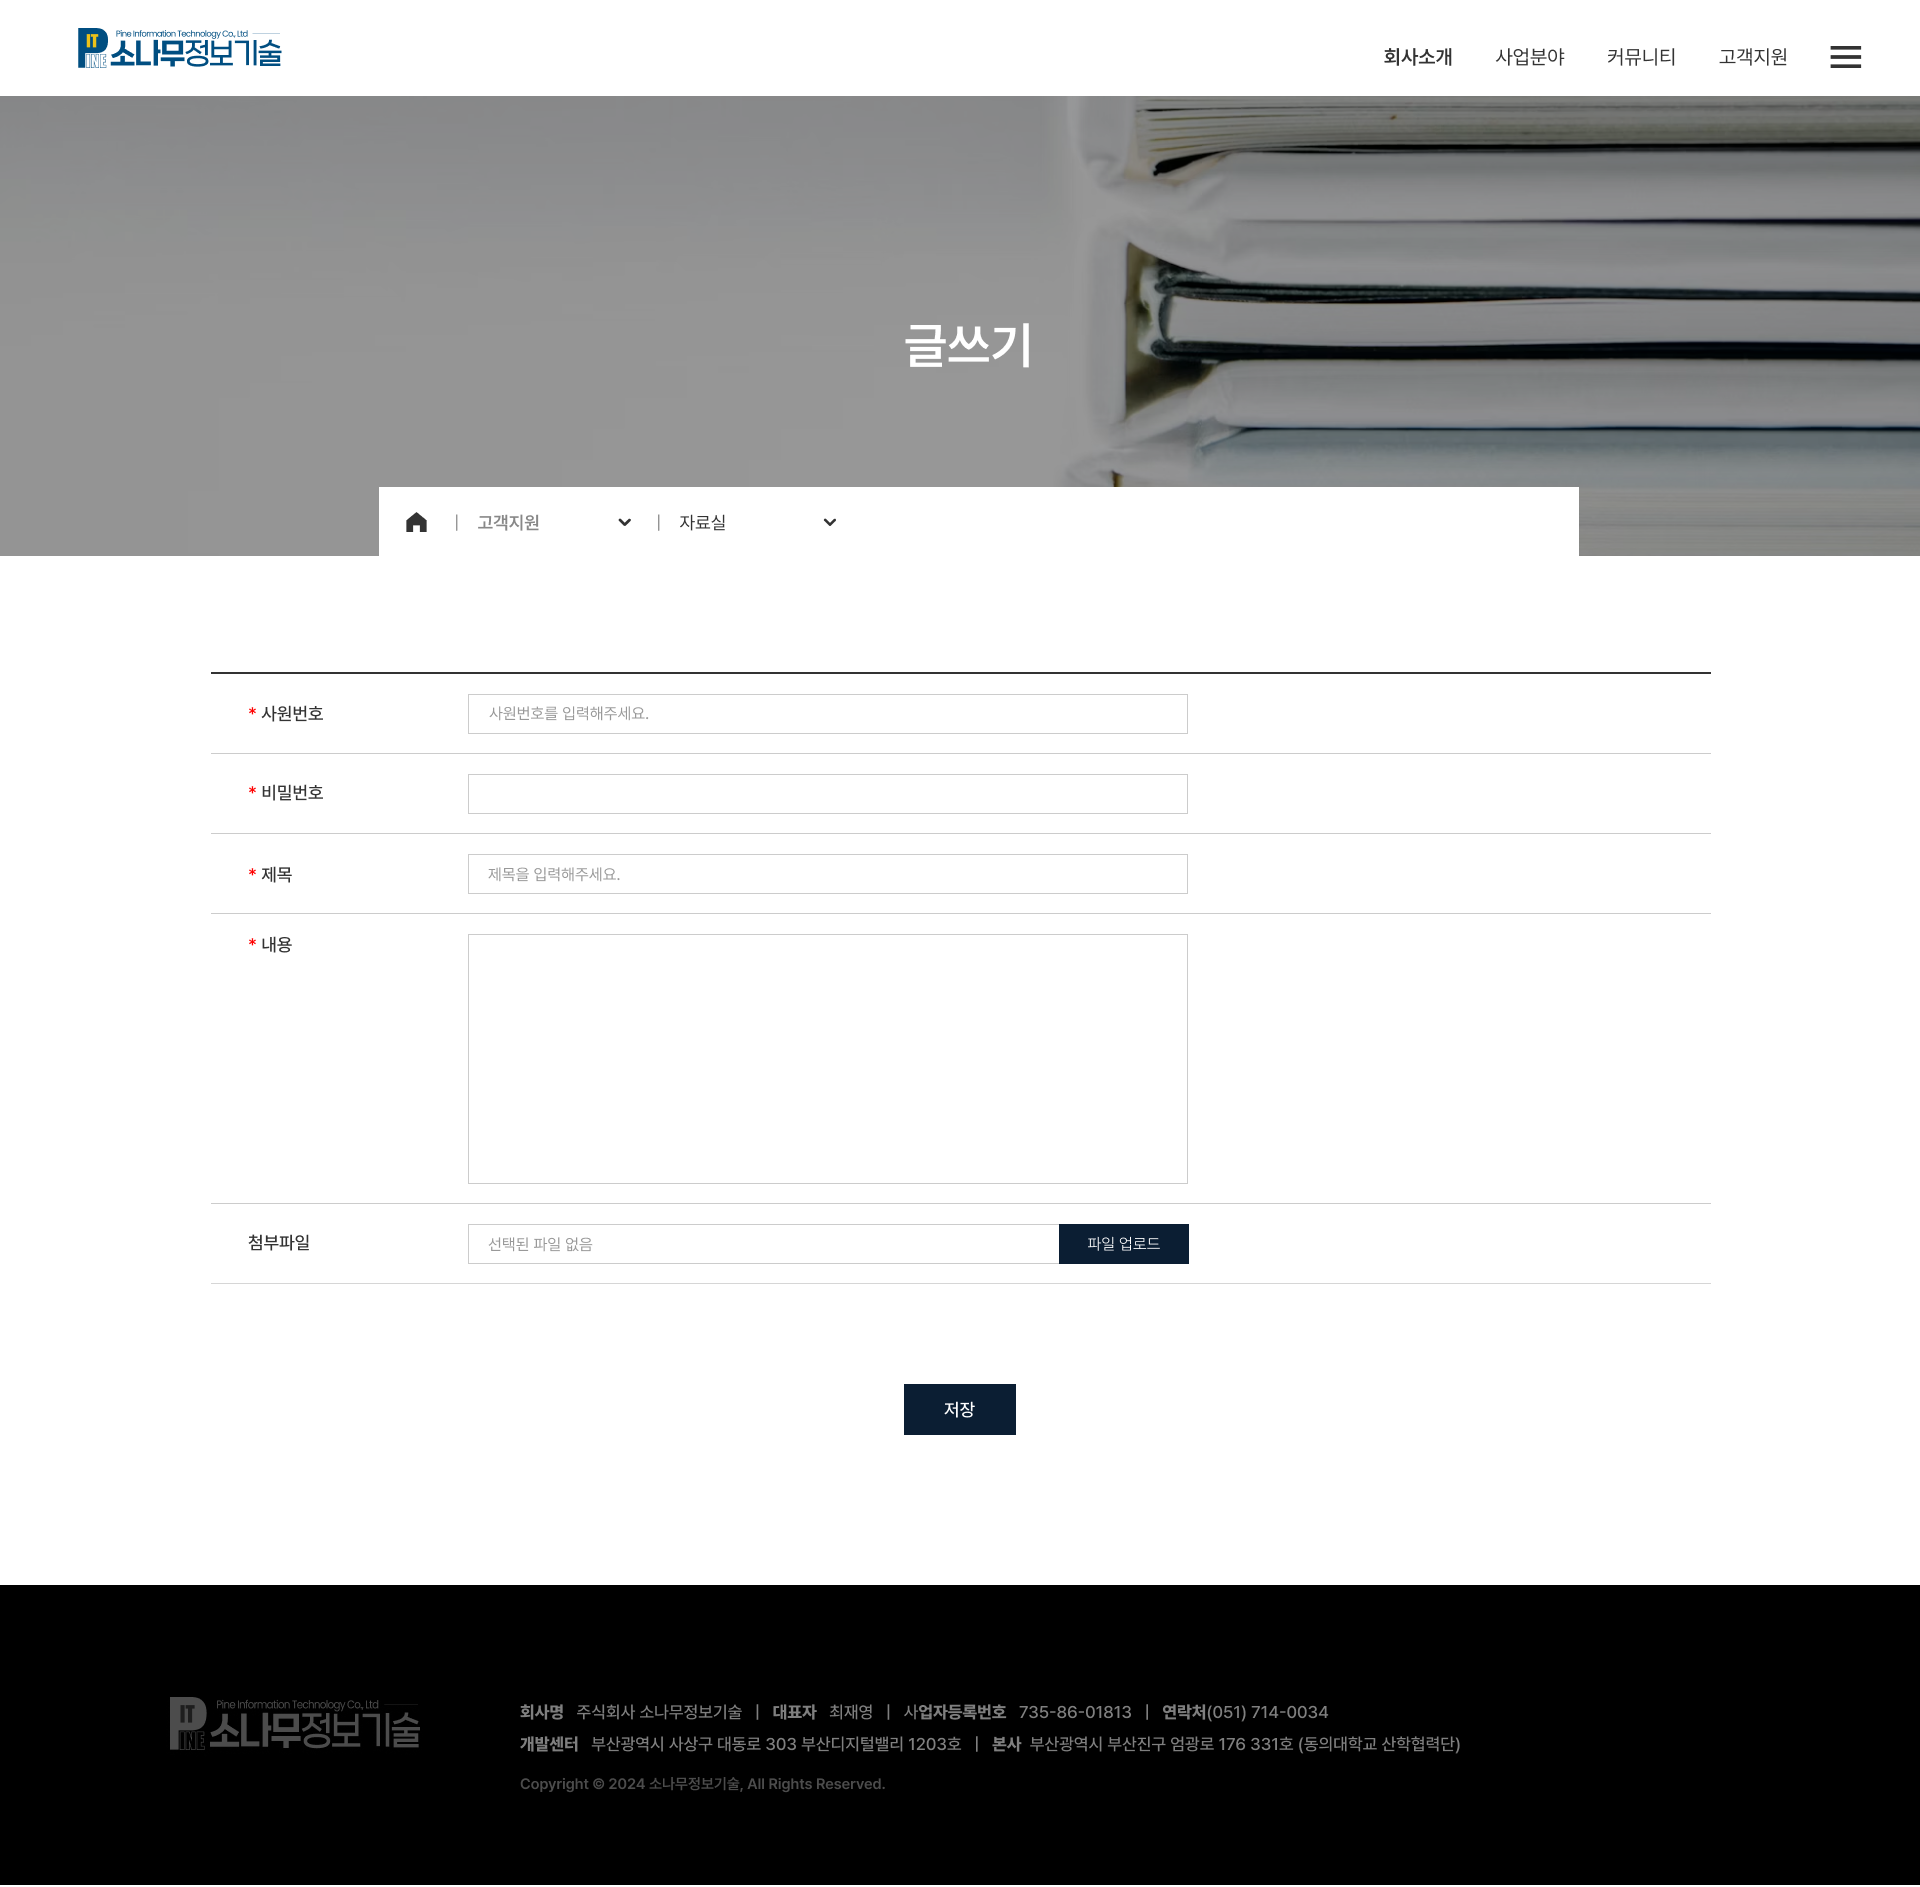 Pine Information Technology Co., Ltd
IT PINE 소나무정보기술
회사소개 사업분야 커뮤니티 고객지원
글쓰기
| 고객지원 | 자료실
* 사원번호 사원번호를 입력해주세요.
* 비밀번호
* 제목 제목을 입력해주세요.
* 내용
첨부파일 선택된 파일 없음 파일 업로드
저장
Pine Information Technology Co., Ltd
IT PINE 소나무정보기술
회사명 주식회사 소나무정보기술 | 대표자 최재영 | 사업자등록번호 735-86-01813 | 연락처(051) 714-0034
개발센터 부산광역시 사상구 대동로 303 부산디지털밸리 1203호 | 본사 부산광역시 부산진구 엄광로 176 331호 (동의대학교 산학협력단)
Copyright © 2024 소나무정보기술, All Rights Reserved.